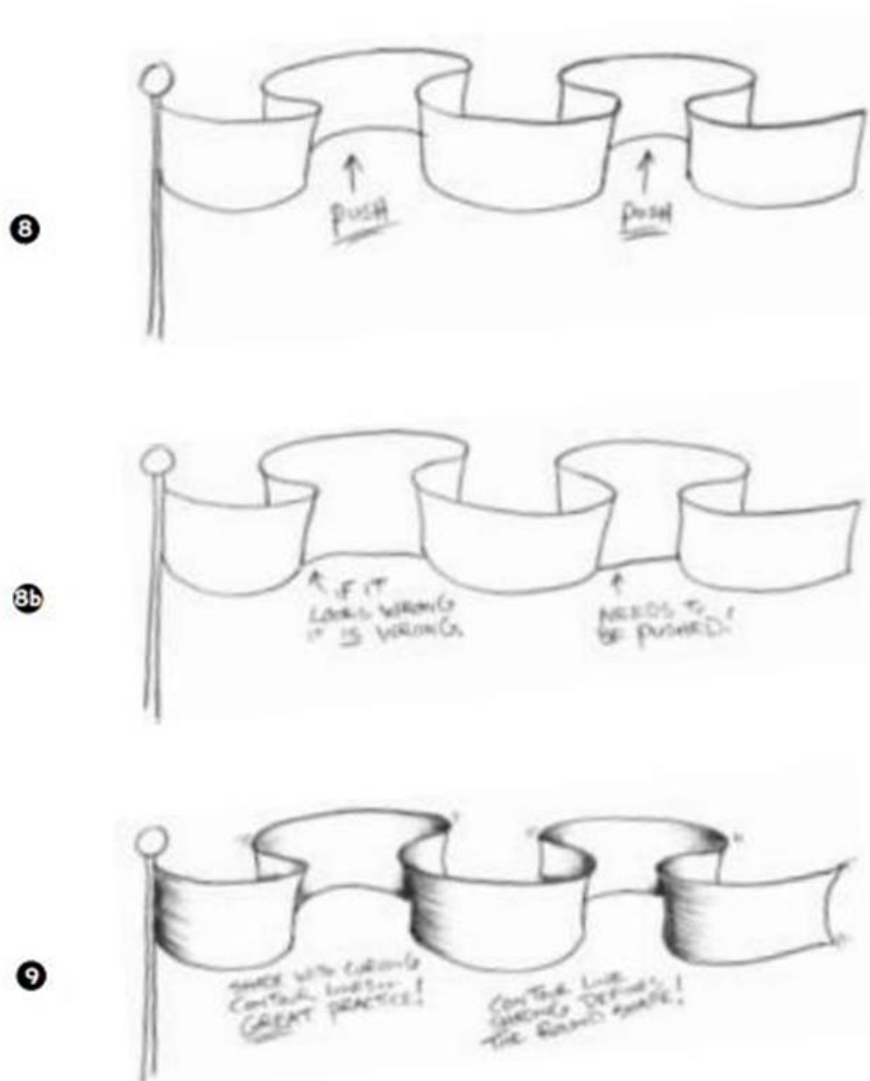 8
PUSH
PUSH
8b
IF IT
LOOKS WRONG
IT IS WRONG
NEEDS TO
BE PUSHED!
9
SHADE WITH CURVING
CONTOUR LINES...
GREAT PRACTICE!
CONTOUR LINE
SHADING DEFINES
THE ROUND SHAPE!